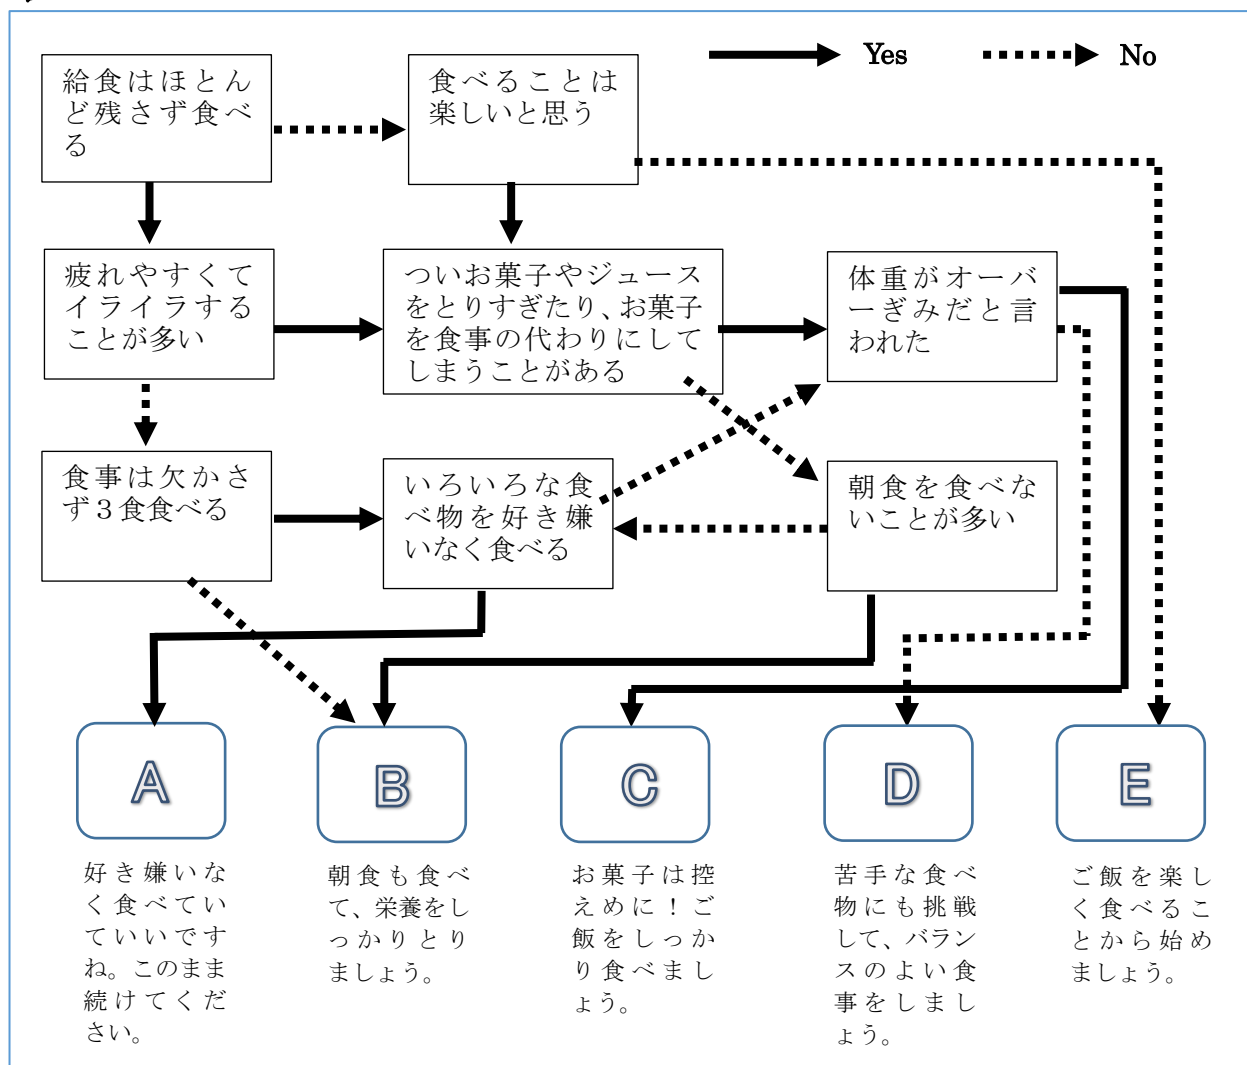 Yes
No
給食はほとん
ど残さず食べ
る
食べることは
楽しいと思う
疲れやすくて
イライラする
ことが多い
ついお菓子やジュース
をとりすぎたり、お菓子
を食事の代わりにして
しまうことがある
体重がオーバ
ーぎみだと言
われた
食事は欠かさ
ず３食食べる
いろいろな食
べ物を好き嫌
いなく食べる
朝食を食べな
いことが多い
A
B
C
D
E
好き嫌いな
く食べてい
ていいです
ね。このまま
続けてくだ
さい。
朝食も食べ
て、栄養をし
っかりとり
ましょう。
お菓子は控
えめに！ご
飯をしっか
り食べまし
ょう。
苦手な食べ
物にも挑戦
して、バラン
スのよい食
事をしまし
ょう。
ご飯を楽し
く食べるこ
とから始め
ましょう。